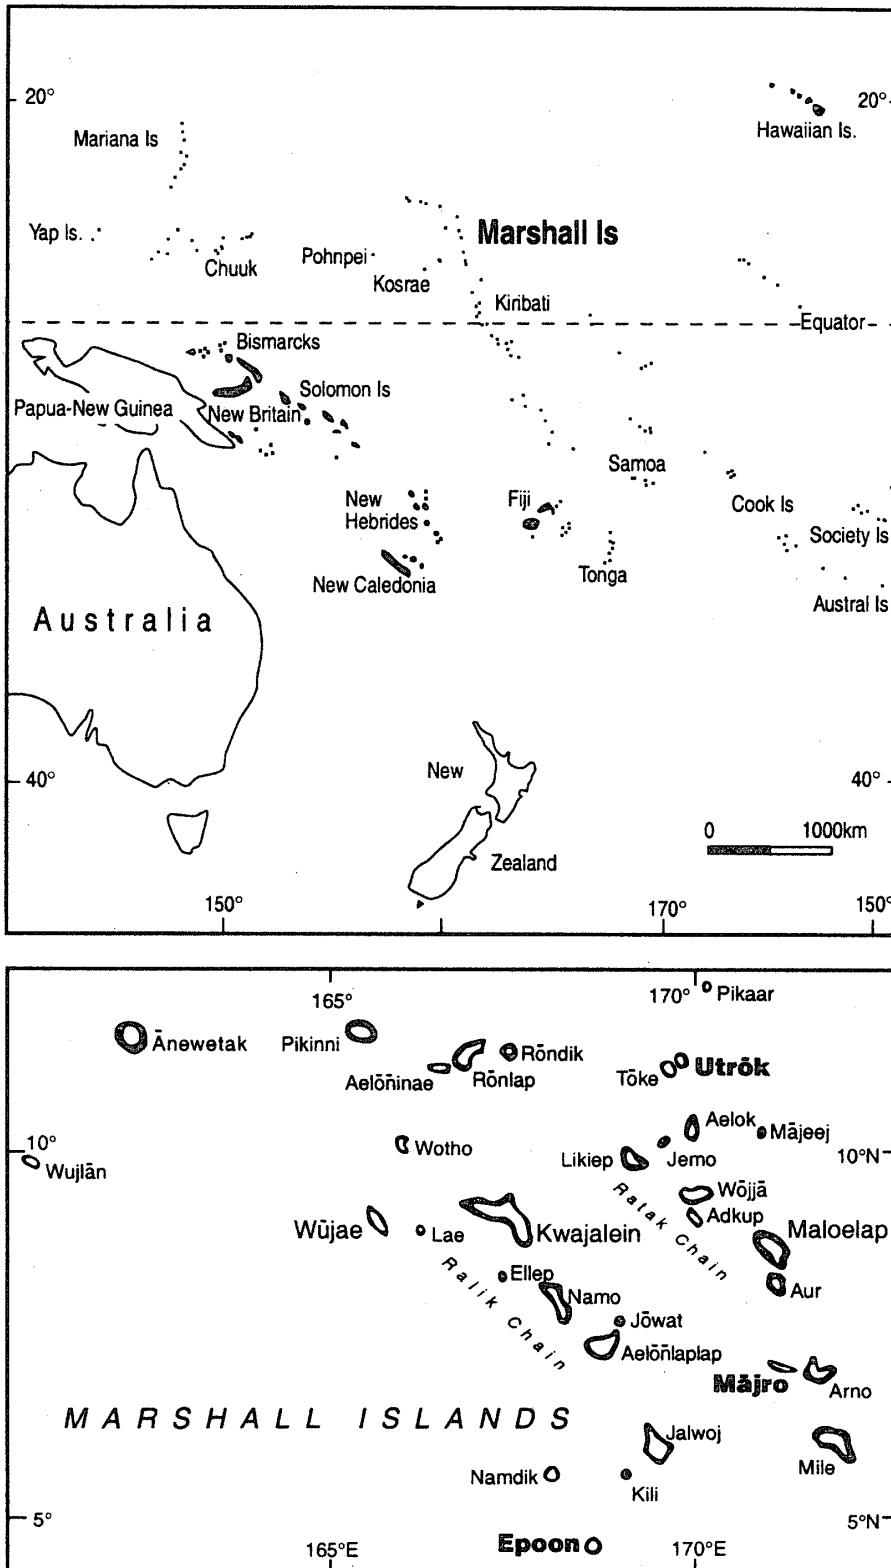 20°
20°
Mariana Is
Hawaiian Is.
Yap Is.
Marshall Is
Chuuk
Pohnpei
Kosrae
Kiribati
Equator
Bismarcks
Solomon Is
Papua-New Guinea
New Britain
Samoa
New
Hebrides
Fiji
Cook Is
Society Is
New Caledonia
Tonga
Austral Is
Australia
New
Zealand
40°
40°
0
1000km
150°
170°
150°
165°
170°
Pikaar
Ānewetak
Pikinni
Rōndik
Utrōk
Aelōn̄inae
Rōnlap
Tōke
Aelok
Mājeej
10°
Wotho
Likiep
Jemo
10°N
Wujlān
Wōjjā
Ratak Chain
Adkup
Wūjae
Lae
Kwajalein
Maloelap
Ellep
Ralik Chain
Namo
Aur
Jōwat
Aelōn̄laplap
Mājro
Arno
MARSHALL ISLANDS
Jalwoj
Mile
Namdik
Kili
5°
5°N
Epoon
165°E
170°E